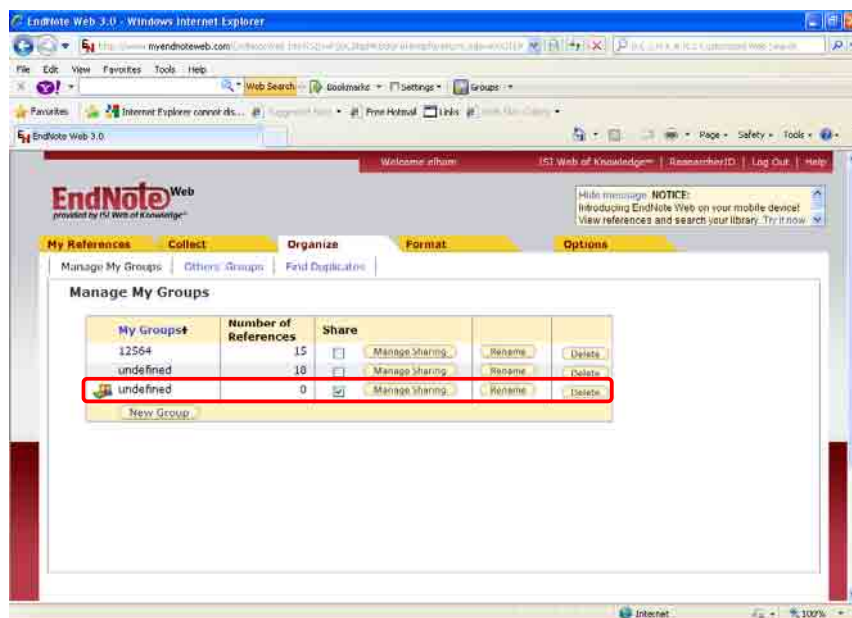 EndNote Web 3.0 - Windows Internet Explorer
myendnoteweb.com
File Edit View Favorites Tools Help
Web Search Bookmarks Settings Groups
Favorites Internet Explorer cannot dis... Free Hotmail Links
EndNote Web 3.0 Page Safety Tools
Welcome elham ISI Web of Knowledge℠ | ResearcherID | Log Out | Help
EndNote Web
provided by ISI Web of Knowledge℠
Hide message NOTICE:
Introducing EndNote Web on your mobile device!
View references and search your library. Try it now
My References Collect Organize Format Options
Manage My Groups Others' Groups Find Duplicates
Manage My Groups
My Groups Number of References Share
12564 15 Manage Sharing Rename Delete
undefined 18 Manage Sharing Rename Delete
undefined 0 Manage Sharing Rename Delete
New Group
Internet 100%